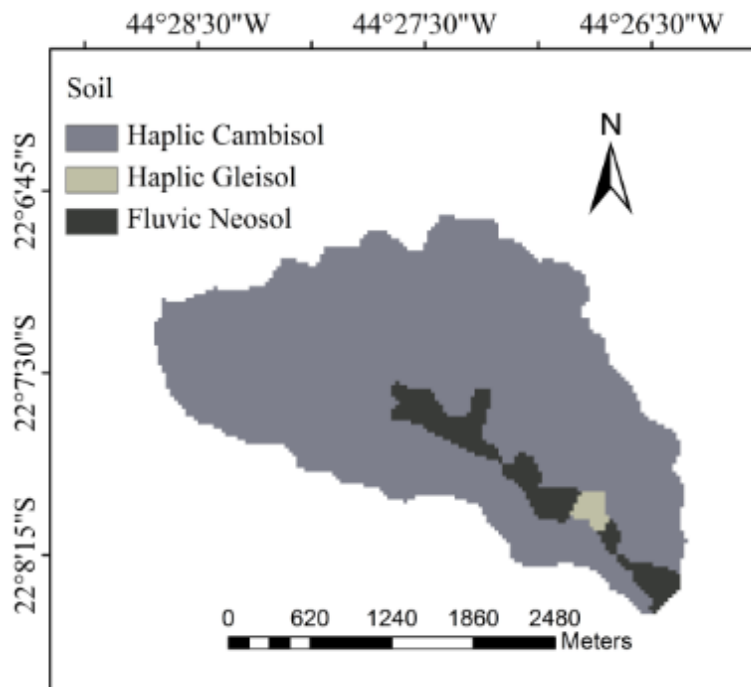 44°28'30"W 44°27'30"W 44°26'30"W
Soil
Haplic Cambisol
Haplic Gleisol
Fluvic Neosol
N
22°6'45"S
22°7'30"S
22°8'15"S
0 620 1240 1860 2480
Meters